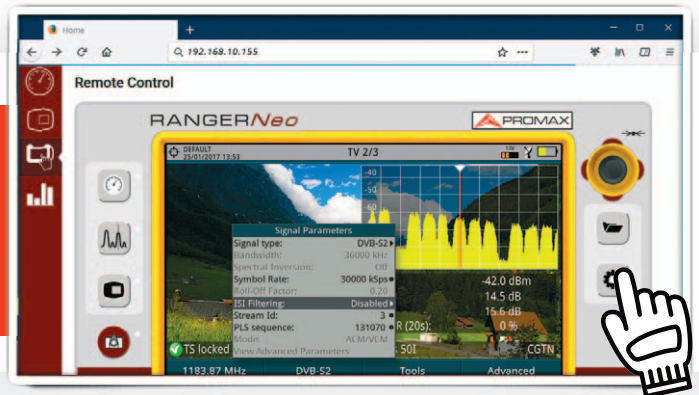 Home
192.168.10.155
Remote Control
RANGERNeo
PROMAX
DEFAULT
25/01/2017 13:53
TV 2/3
13V
-40
-50
-60
Signal Parameters
Signal type: DVB-S2
Bandwidth: 36000 kHz
Spectral Inversion: Off
Symbol Rate: 30000 kSps
Roll-Off Factor: 0.20
ISI Filtering: Disabled
Stream Id: 3
PLS sequence: 131070
Mode: ACM/VCM
View Advanced Parameters
-42.0 dBm
14.5 dB
15.6 dB
R (20s): 0 %
TS locked
: 50I
CGTN
1183.87 MHz DVB-S2 Tools Advanced